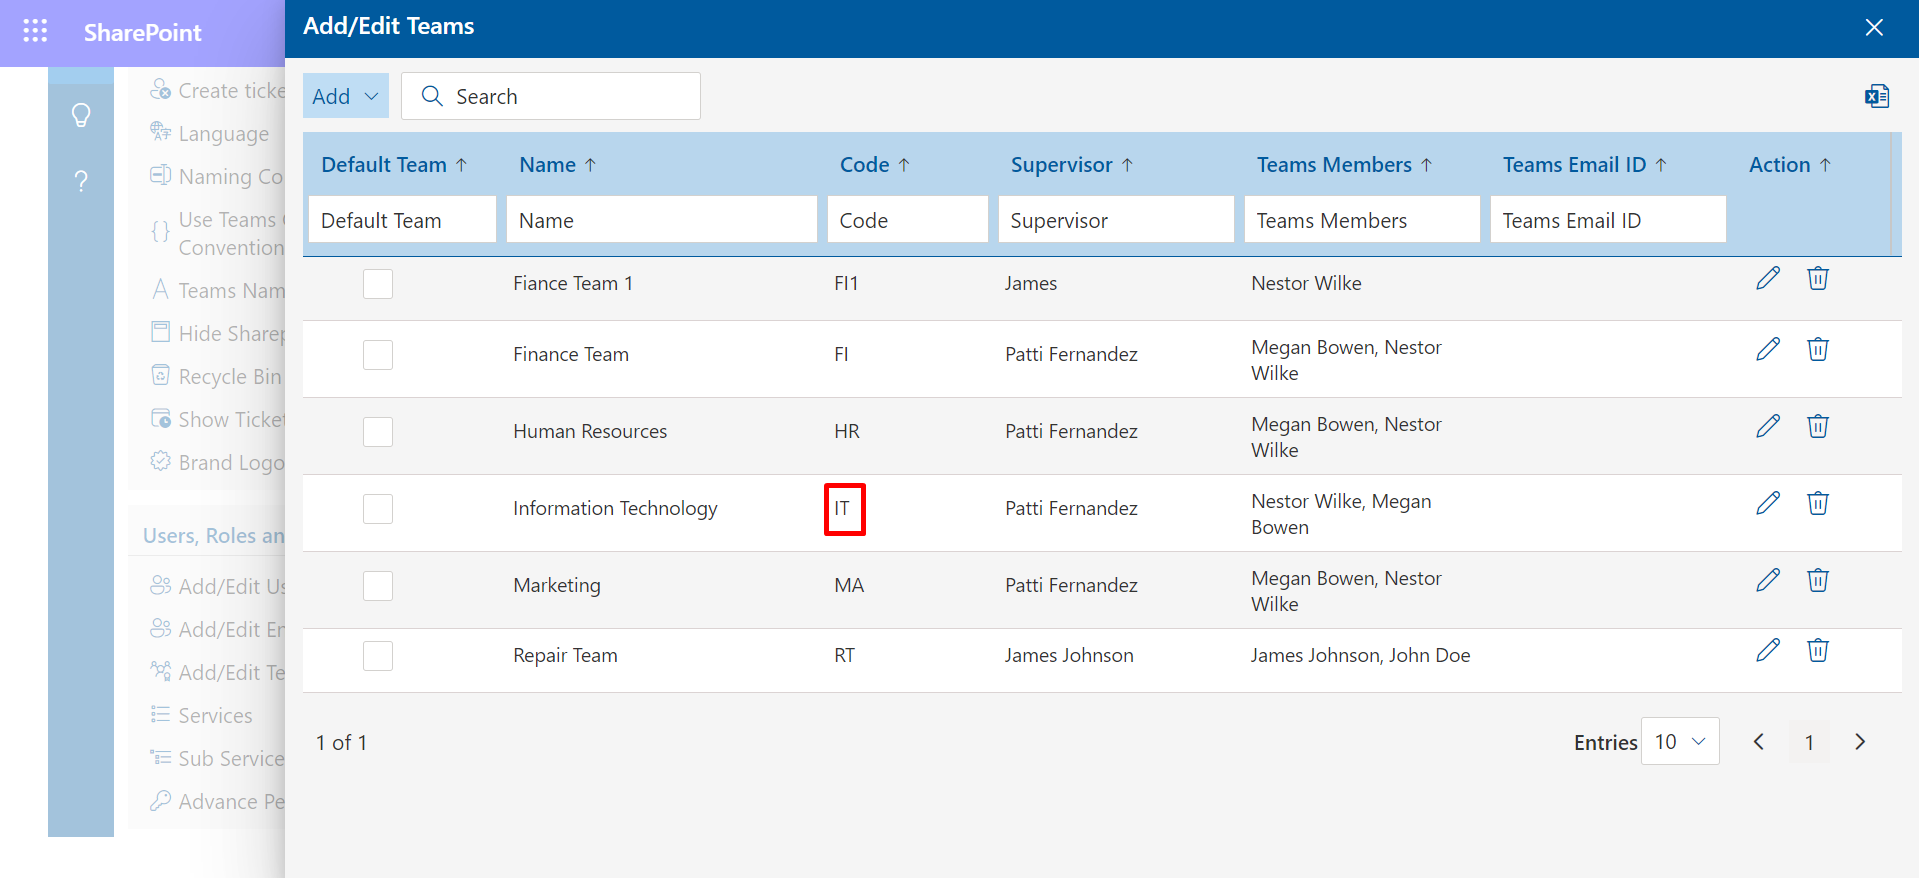 SharePoint
Add/Edit Teams
Create ticke
Language
Naming Co
Use Teams
Convention
Teams Nam
Hide Sharep
Recycle Bin
Show Ticket
Brand Logo
Users, Roles an
Add/Edit Us
Add/Edit En
Add/Edit Te
Services
Sub Service
Advance Pe
Add
Search
Default Team Name Code Supervisor Teams Members Teams Email ID Action
Default Team Name Code Supervisor Teams Members Teams Email ID
Fiance Team 1 FI1 James Nestor Wilke
Finance Team FI Patti Fernandez Megan Bowen, Nestor
Wilke
Human Resources HR Patti Fernandez Megan Bowen, Nestor
Wilke
Information Technology IT Patti Fernandez Nestor Wilke, Megan
Bowen
Marketing MA Patti Fernandez Megan Bowen, Nestor
Wilke
Repair Team RT James Johnson James Johnson, John Doe
1 of 1
Entries 10 1